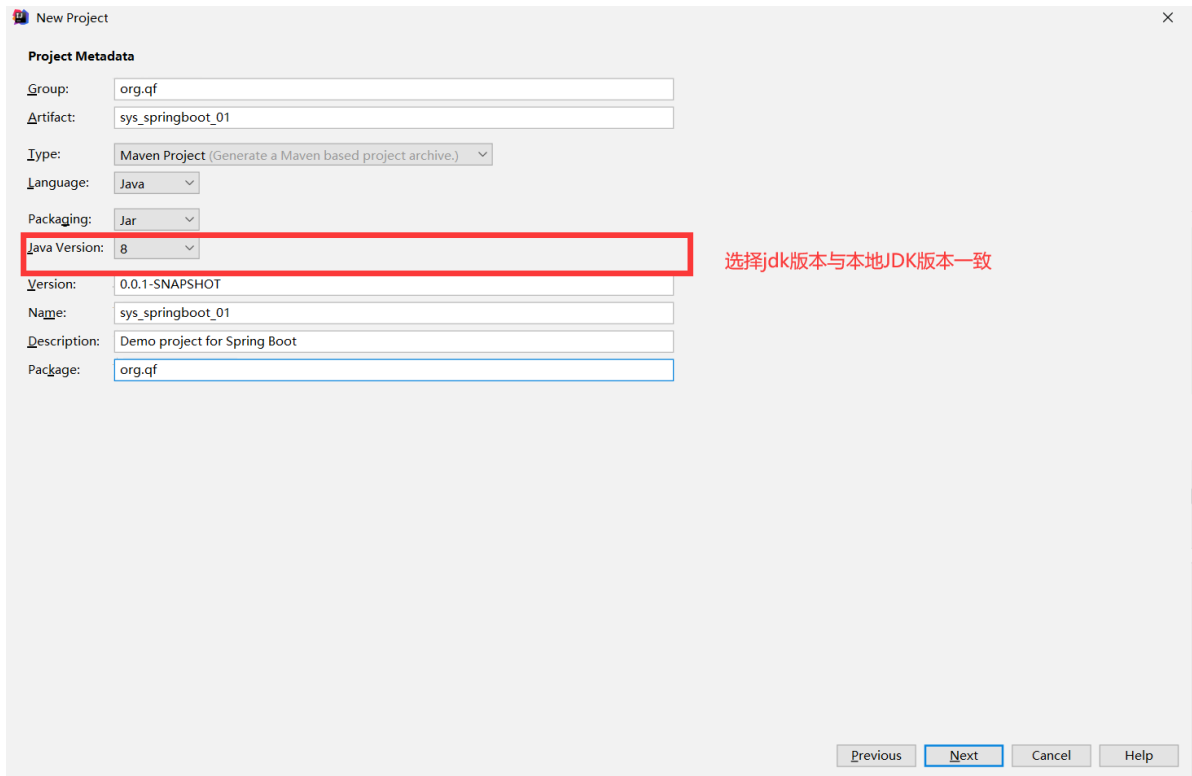 New Project
Project Metadata
Group: org.qf
Artifact: sys_springboot_01
Type: Maven Project (Generate a Maven based project archive.)
Language: Java
Packaging: Jar
Java Version: 8
选择jdk版本与本地JDK版本一致
Version: 0.0.1-SNAPSHOT
Name: sys_springboot_01
Description: Demo project for Spring Boot
Package: org.qf
Previous Next Cancel Help